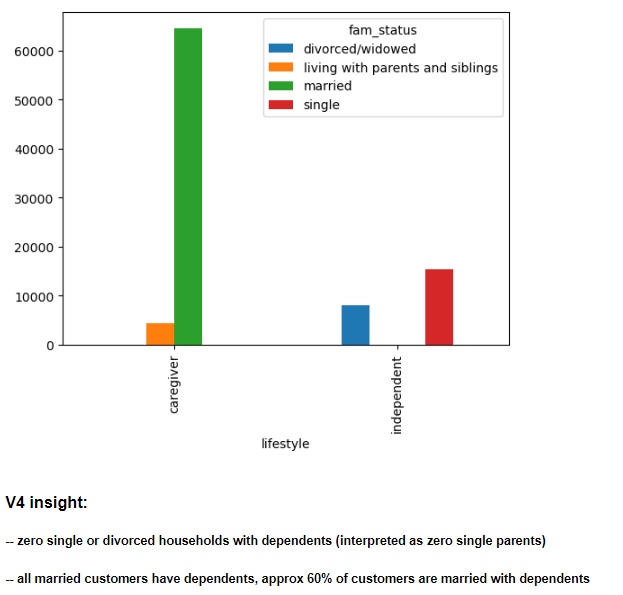 60000
50000
40000
30000
20000
10000
0
fam_status
divorced/widowed
living with parents and siblings
married
single
caregiver
independent
lifestyle
V4 insight:
-- zero single or divorced households with dependents (interpreted as zero single parents)
-- all married customers have dependents, approx 60% of customers are married with dependents